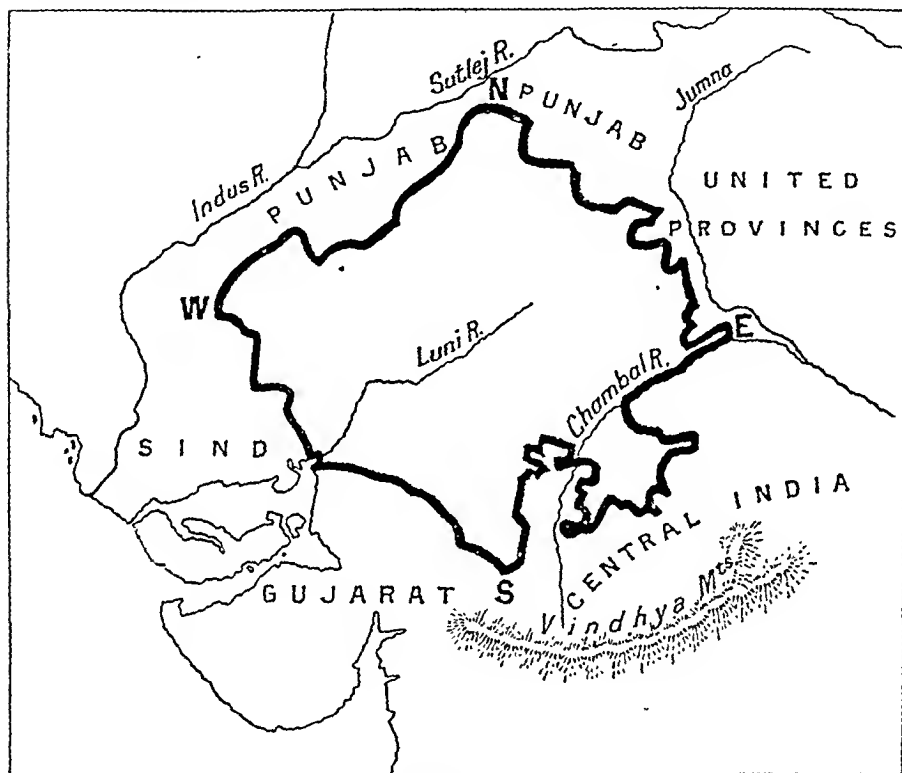 Sutlej R.
Jumna
N
PUNJAB
PUNJAB
Indus R.
UNITED
PROVINCES
W
E
Luni R.
Chambal R.
SIND
CENTRAL INDIA
GUJARAT
S
Vindhya Mts.